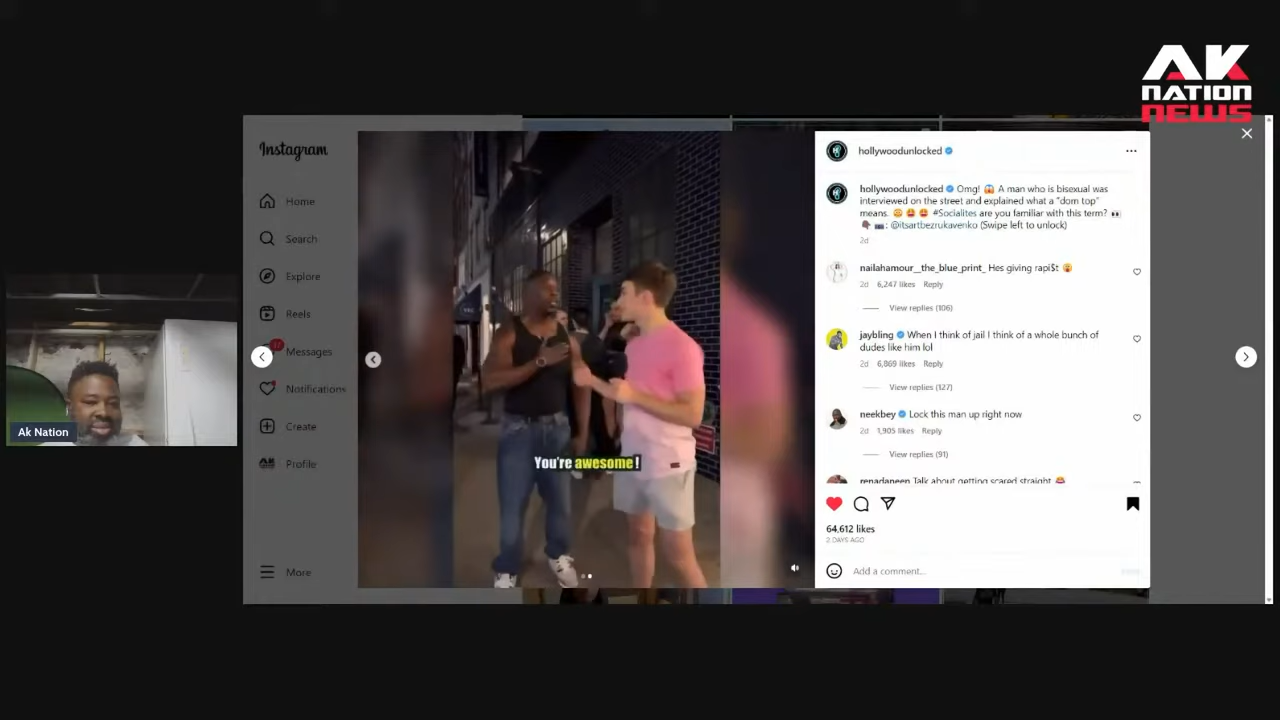 AK
NATION
NEWS
Instagram
Home
Search
Explore
Reels
Messages
Notifications
Create
Profile
More
Ak Nation
You're awesome !
hollywoodunlocked
hollywoodunlocked Omg! 😱 A man who is bisexual was
interviewed on the street and explained what a "dom top"
means. #Socialites are you familiar with this term? 👀
: @itsartbezrukavenko (Swipe left to unlock)
2d
nailahamour__the_blue_print_ Hes giving rapi$t
2d 6,247 likes Reply
View replies (106)
jaybling When I think of jail I think of a whole bunch of
dudes like him lol
2d 6,869 likes Reply
View replies (127)
neekbey Lock this man up right now
2d 1,905 likes Reply
View replies (91)
renadaneen Talk about getting scared straight 😂
64,612 likes
2 DAYS AGO
Add a comment...